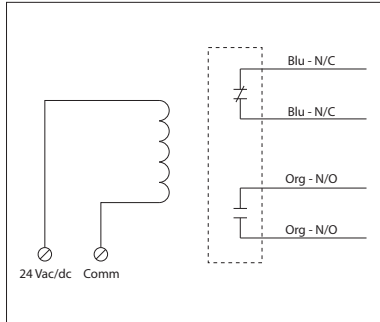 Blu - N/C
Blu - N/C
Org - N/O
Org - N/O
24 Vac/dc Comm